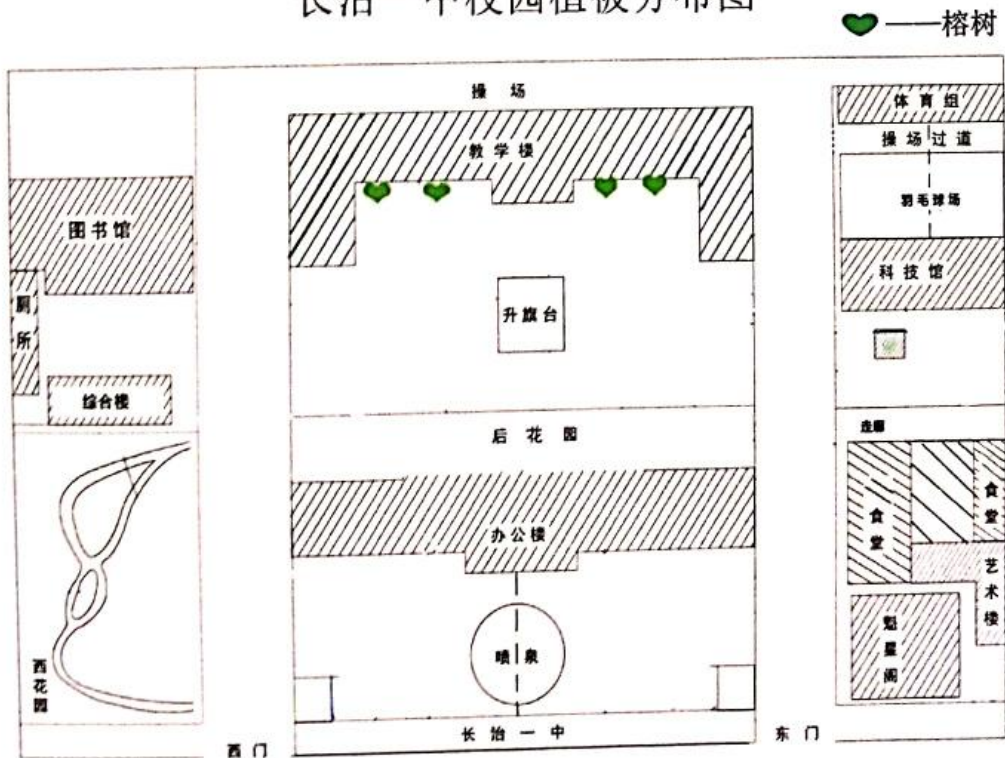 长治一中校园植被分布图
——榕树
操场
体育组
教学楼
操场过道
羽毛球场
图书馆
科技馆
厕所
升旗台
综合楼
走廊
后花园
食堂
食堂
办公楼
艺术楼
魁星阁
喷泉
西花园
长治一中
西门
东门